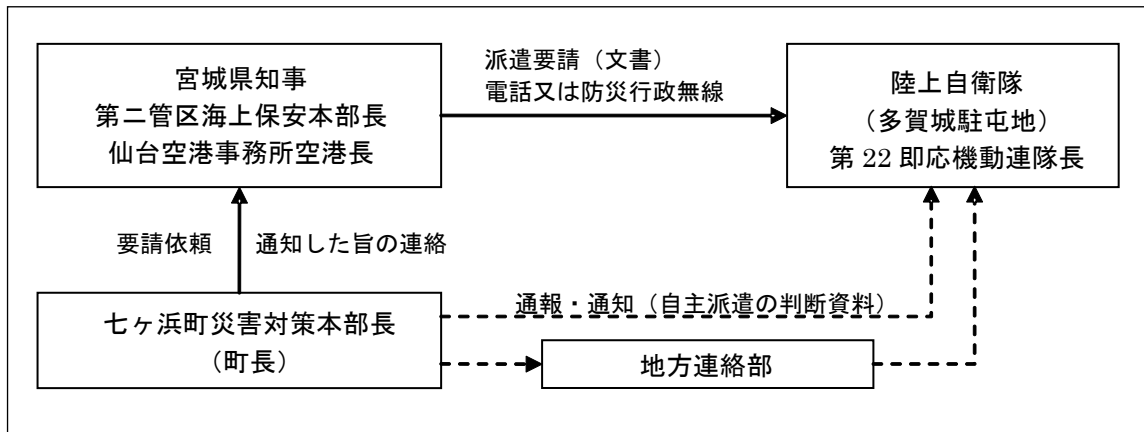 宮城県知事
第二管区海上保安本部長
仙台空港事務所空港長
派遣要請（文書）
電話又は防災行政無線
陸上自衛隊
（多賀城駐屯地）
第 22 即応機動連隊長
要請依頼
通知した旨の連絡
七ヶ浜町災害対策本部長
（町長）
通報・通知（自主派遣の判断資料）
地方連絡部